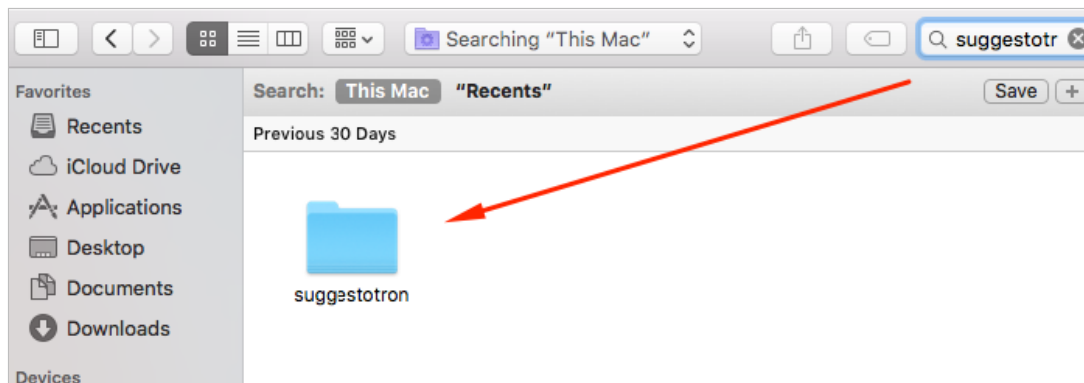 Searching “This Mac”
suggestotr
Favorites
Search: This Mac “Recents” Save +
Recents
Previous 30 Days
iCloud Drive
Applications
Desktop
Documents
suggestotron
Downloads
Devices